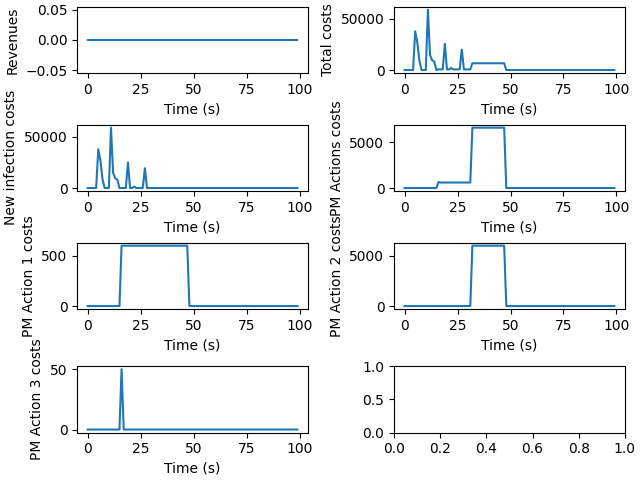 Revenues
0.05
0.00
−0.05
0 25 50 75 100
Time (s)
Total costs
50000
0
0 25 50 75 100
Time (s)
New infection costs
50000
0
0 25 50 75 100
Time (s)
PM Actions costs
5000
0
0 25 50 75 100
Time (s)
PM Action 1 costs
500
0
0 25 50 75 100
Time (s)
PM Action 2 costs
5000
0
0 25 50 75 100
Time (s)
PM Action 3 costs
50
0
0 25 50 75 100
Time (s)
1.0
0.5
0.0
0.0 0.2 0.4 0.6 0.8 1.0